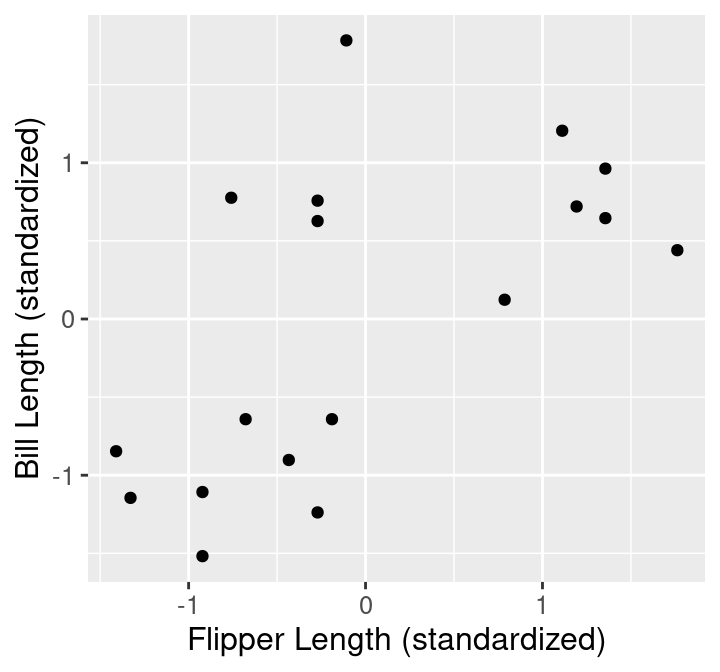 Bill Length (standardized)
1
0
-1
-1 0 1
Flipper Length (standardized)